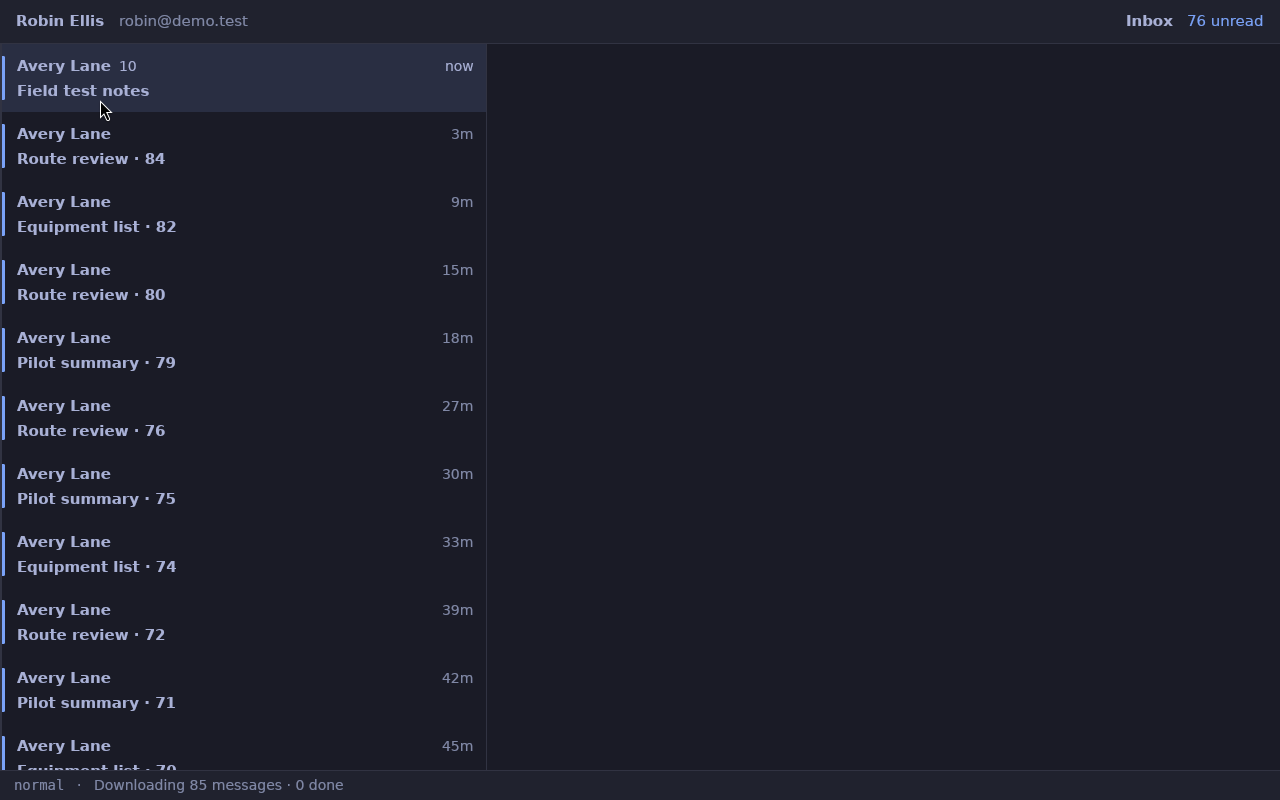 Robin Ellis robin@demo.test Inbox 76 unread
Avery Lane 10 now
Field test notes
Avery Lane 3m
Route review · 84
Avery Lane 9m
Equipment list · 82
Avery Lane 15m
Route review · 80
Avery Lane 18m
Pilot summary · 79
Avery Lane 27m
Route review · 76
Avery Lane 30m
Pilot summary · 75
Avery Lane 33m
Equipment list · 74
Avery Lane 39m
Route review · 72
Avery Lane 42m
Pilot summary · 71
Avery Lane 45m
Equipment list · 70
normal · Downloading 85 messages · 0 done